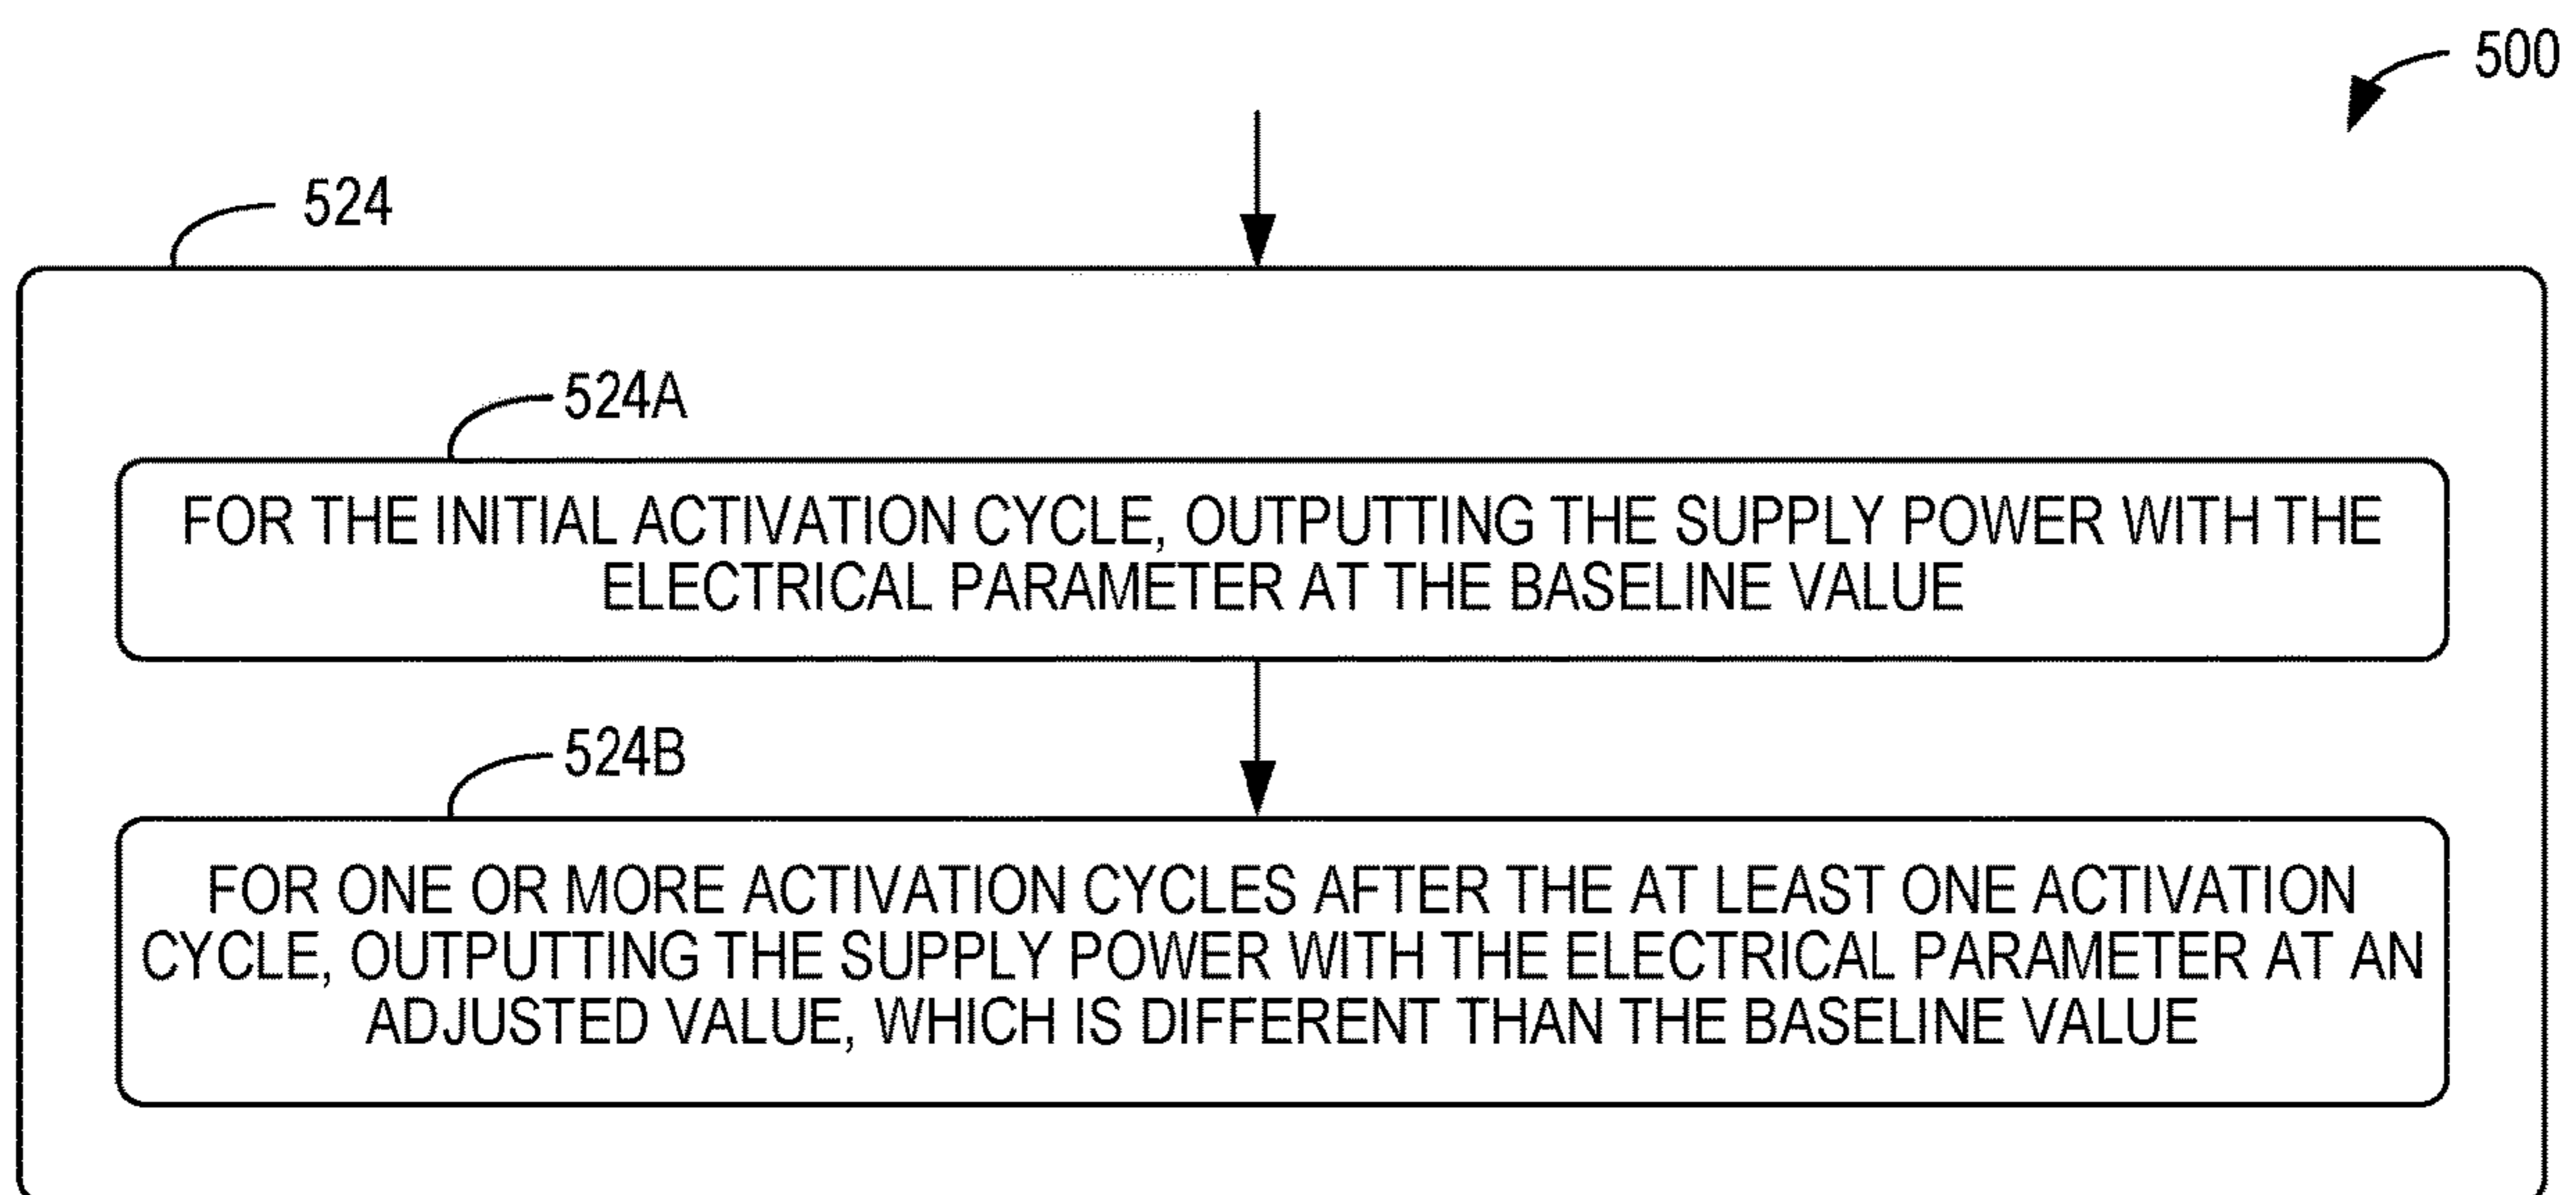 500
524
524A
FOR THE INITIAL ACTIVATION CYCLE, OUTPUTTING THE SUPPLY POWER WITH THE
ELECTRICAL PARAMETER AT THE BASELINE VALUE
524B
FOR ONE OR MORE ACTIVATION CYCLES AFTER THE AT LEAST ONE ACTIVATION
CYCLE, OUTPUTTING THE SUPPLY POWER WITH THE ELECTRICAL PARAMETER AT AN
ADJUSTED VALUE, WHICH IS DIFFERENT THAN THE BASELINE VALUE